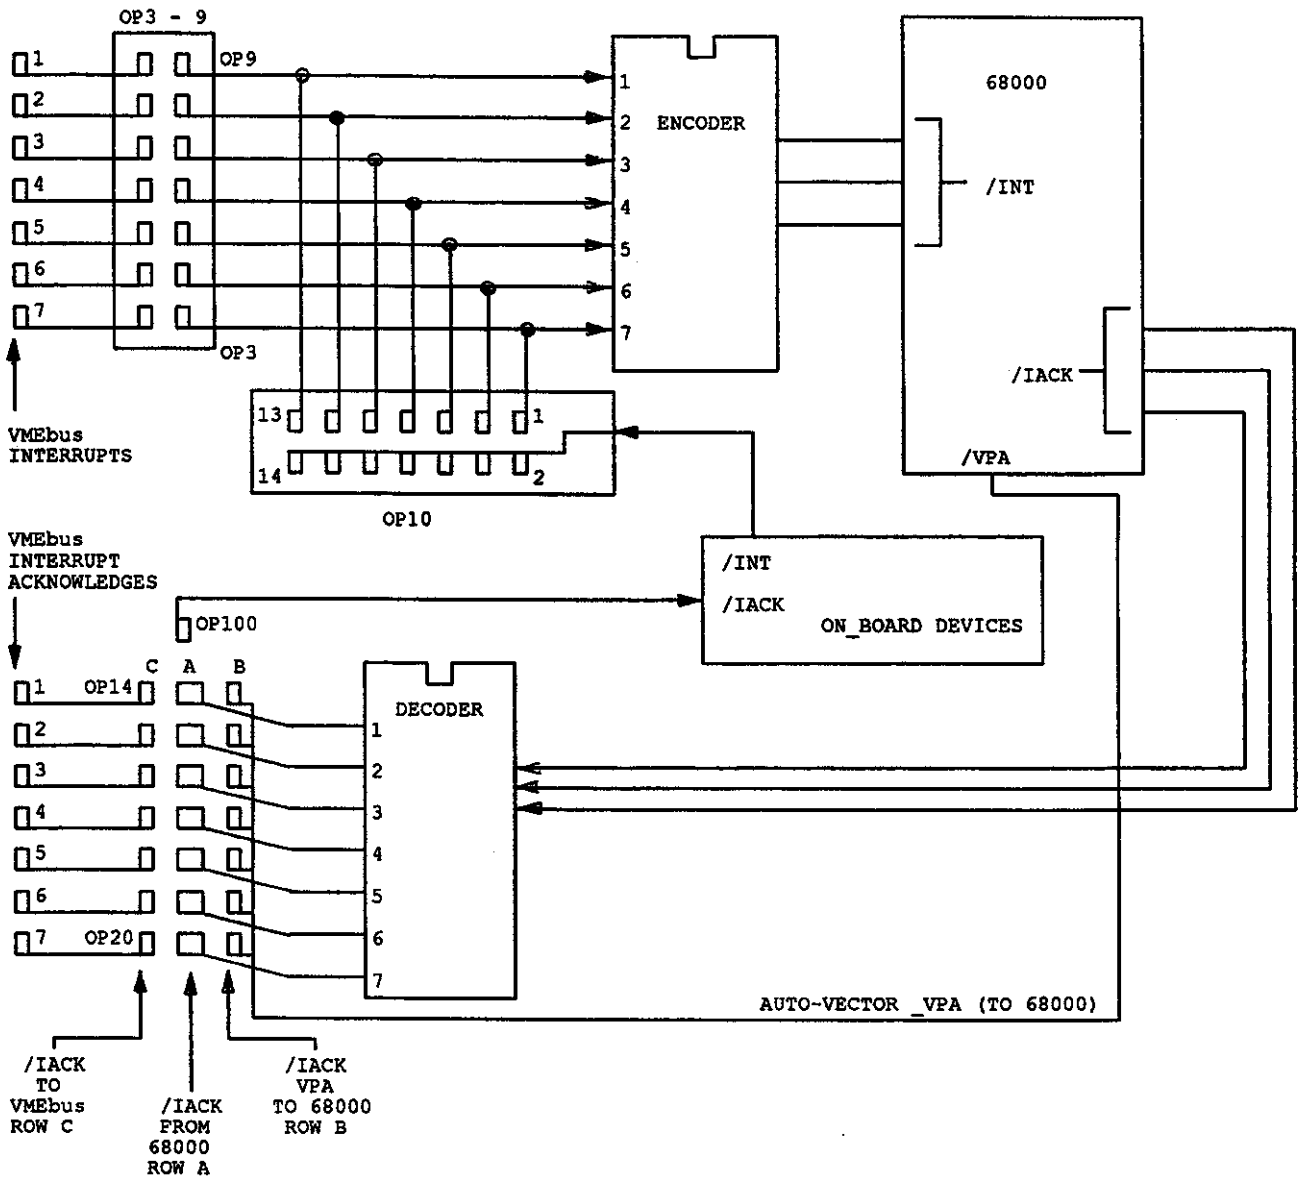 OP3 - 9
1
OP9
2
3
4
5
6
7
OP3
VMEbus
INTERRUPTS
ENCODER
1
2
3
4
5
6
7
68000
/INT
/IACK
/VPA
13
1
14
2
OP10
VMEbus
INTERRUPT
ACKNOWLEDGES
OP100
/INT
/IACK
ON_BOARD DEVICES
C A B
1 OP14
2
3
4
5
6
7 OP20
DECODER
1
2
3
4
5
6
7
AUTO-VECTOR _VPA (TO 68000)
/IACK
TO
VMEbus
ROW C
/IACK
FROM
68000
ROW A
/IACK
VPA
TO 68000
ROW B